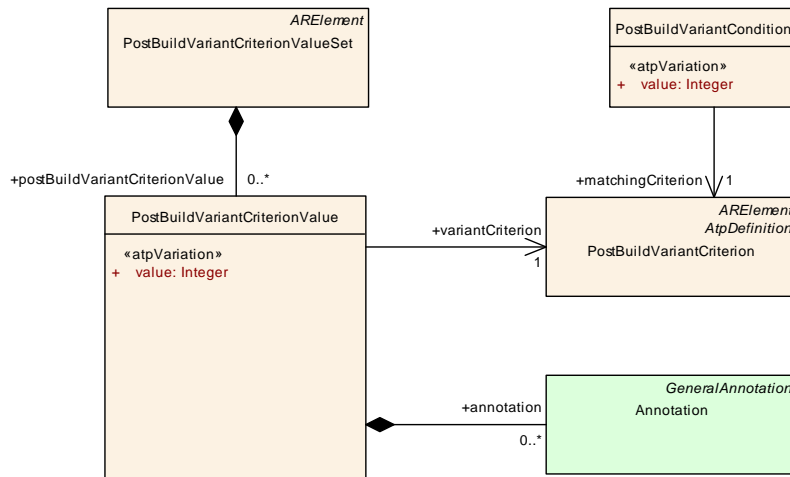 ARElement
PostBuildVariantCriterionValueSet
PostBuildVariantCondition
«atpVariation»
+ value: Integer
+postBuildVariantCriterionValue 0..*
+matchingCriterion 1
PostBuildVariantCriterionValue
«atpVariation»
+ value: Integer
+variantCriterion
1
ARElement
AtpDefinition
PostBuildVariantCriterion
+annotation
0..*
GeneralAnnotation
Annotation